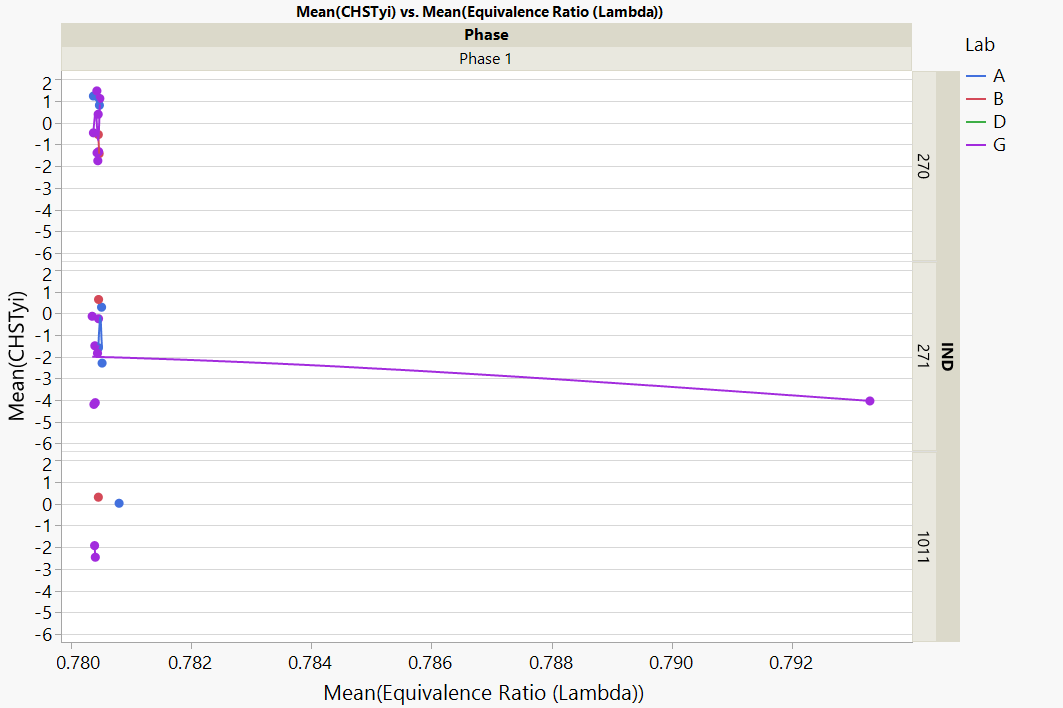 Mean(CHSTyi) vs. Mean(Equivalence Ratio (Lambda))
Phase
Phase 1
Lab
A
B
D
G
Mean(CHSTyi)
2
1
0
-1
-2
-3
-4
-5
-6
270
2
1
0
-1
-2
-3
-4
-5
-6
271
IND
2
1
0
-1
-2
-3
-4
-5
-6
1011
0.780 0.782 0.784 0.786 0.788 0.790 0.792
Mean(Equivalence Ratio (Lambda))